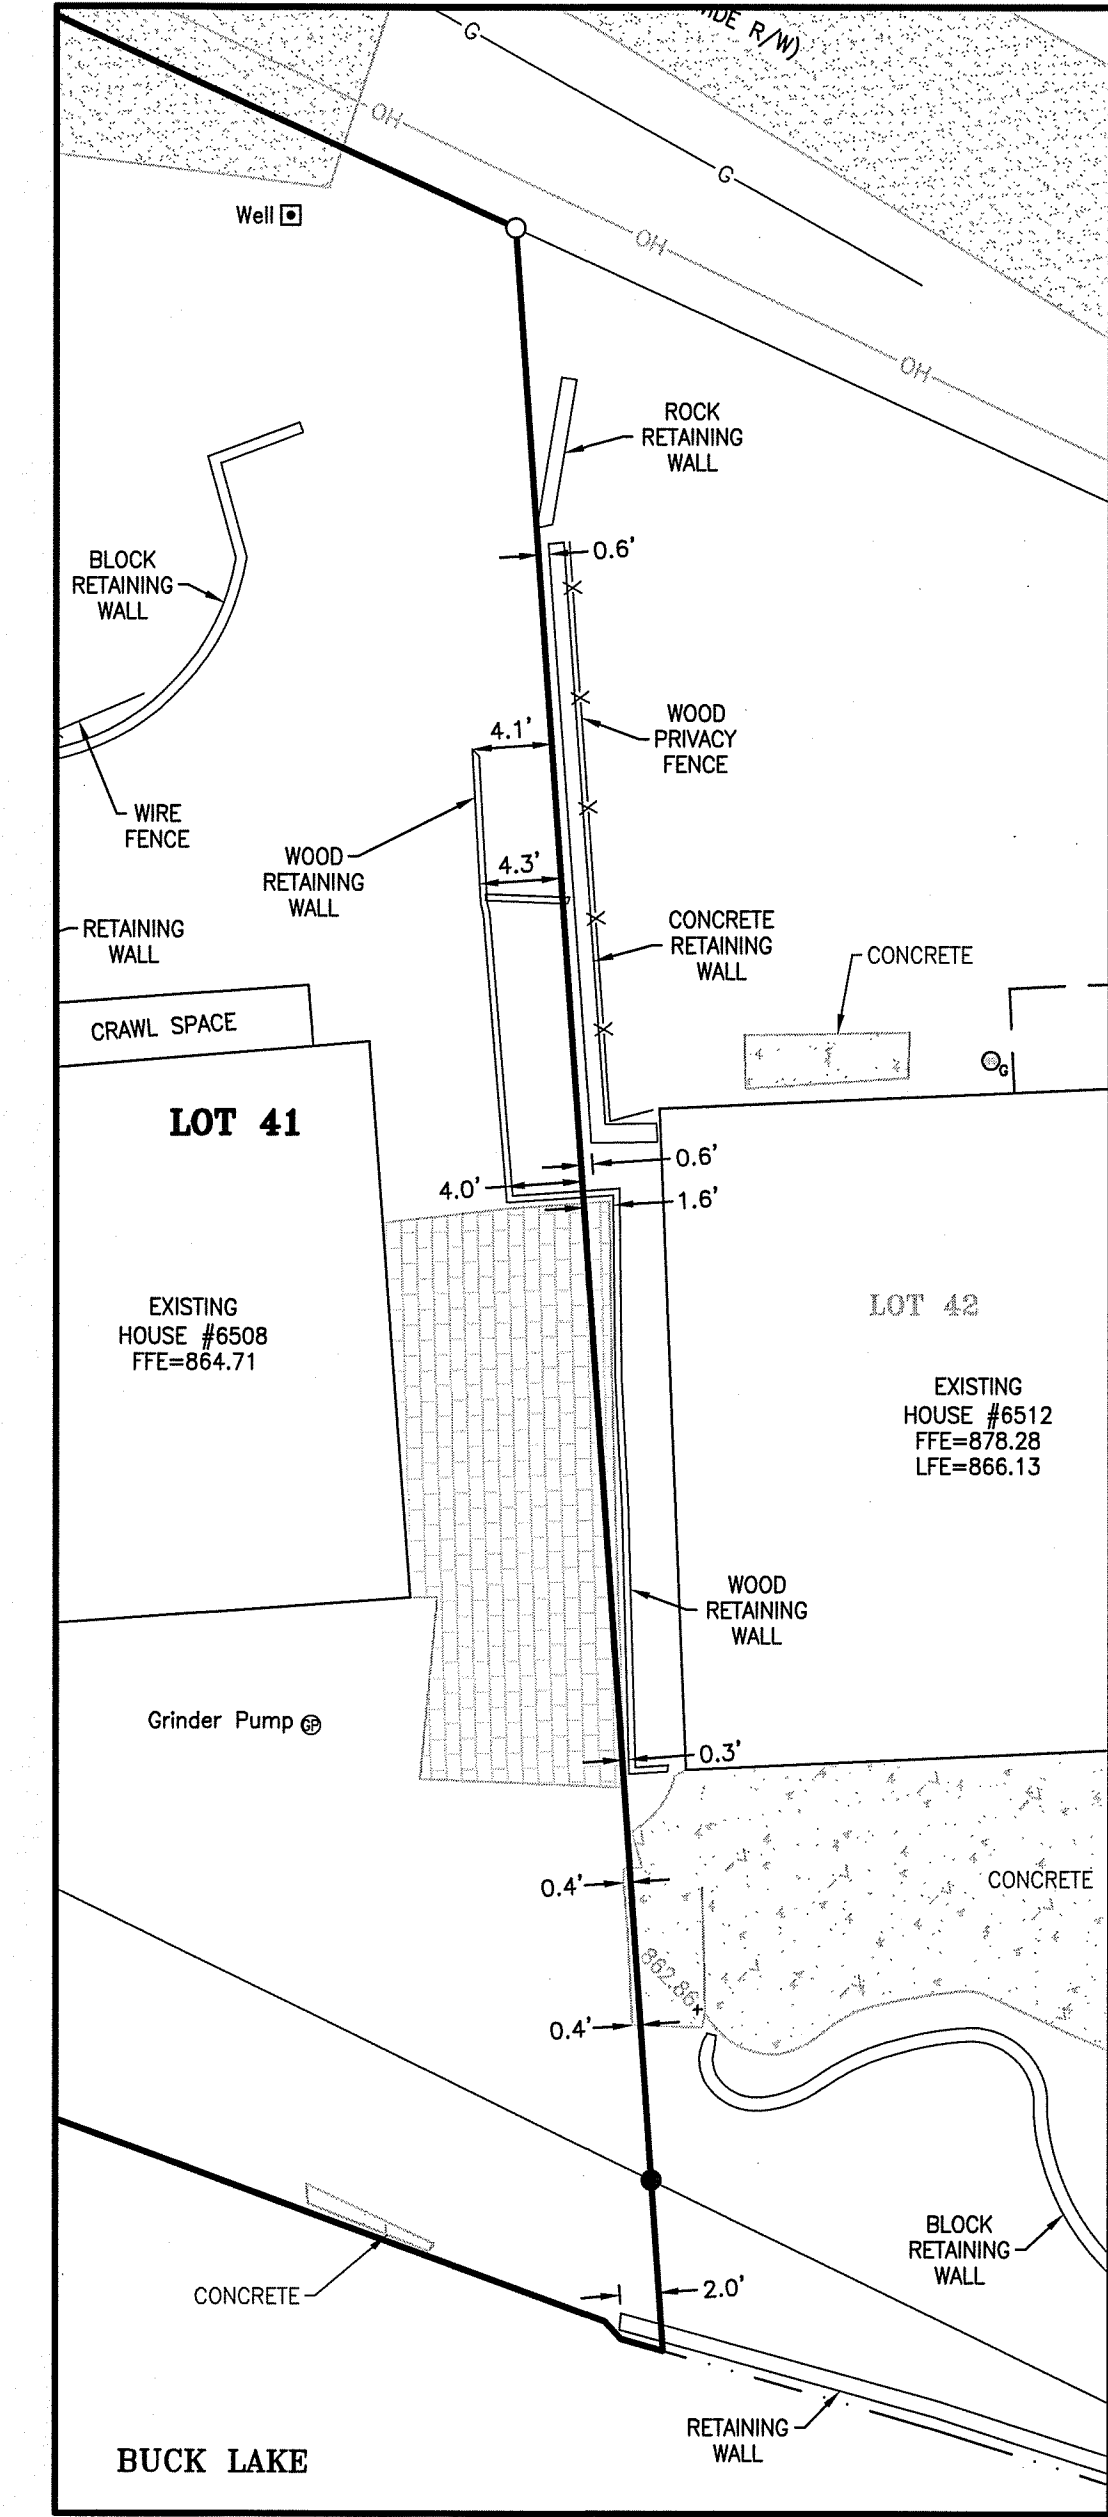 R/W)
G
OH
G
Well
OH
OH
ROCK
RETAINING
WALL
0.6'
BLOCK
RETAINING
WALL
WOOD
PRIVACY
FENCE
4.1'
WIRE
FENCE
WOOD
RETAINING
WALL
4.3'
RETAINING
WALL
CONCRETE
RETAINING
WALL
CONCRETE
CRAWL SPACE
G
LOT 41
0.6'
4.0'
1.6'
EXISTING
HOUSE #6508
FFE=864.71
LOT 42
EXISTING
HOUSE #6512
FFE=878.28
LFE=866.13
WOOD
RETAINING
WALL
Grinder Pump GP
0.3'
0.4'
CONCRETE
862.86
0.4'
BLOCK
RETAINING
WALL
CONCRETE
2.0'
RETAINING
WALL
BUCK LAKE